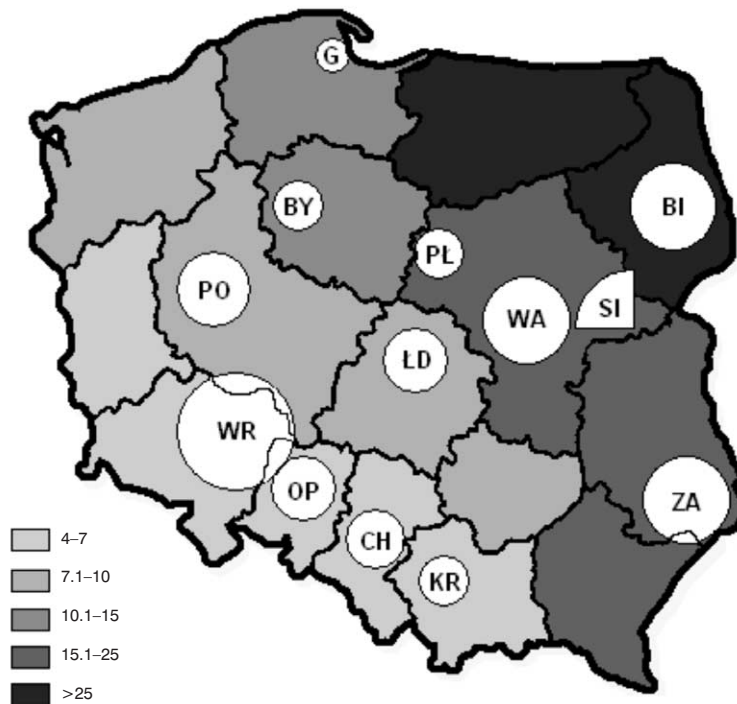 G
BY
BI
PŁ
PO
SI
WA
ŁD
WR
OP
ZA
CH
KR
4–7
7.1–10
10.1–15
15.1–25
>25